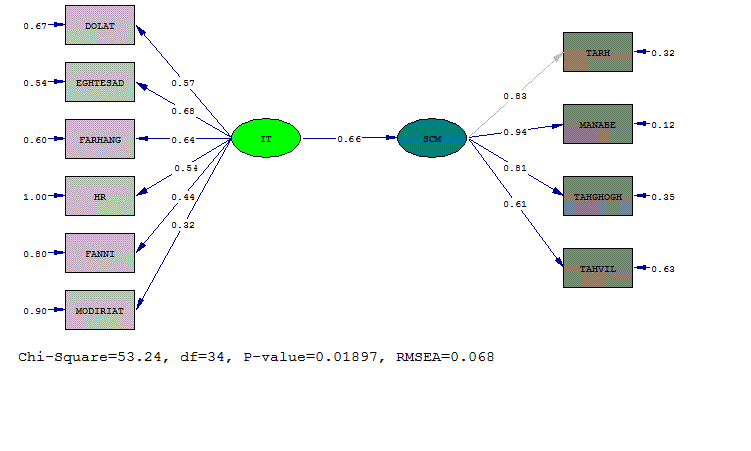 0.67 DOLAT
0.54 EGHTESAD
0.60 FARHANG
1.00 HR
0.80 FANNI
0.90 MODIRIAT
0.57
0.68
0.64
0.54
0.44
0.32
IT
0.66
SCM
0.83
0.94
0.81
0.61
TARH 0.32
MANABE 0.12
TAHGHOGH 0.35
TAHVIL 0.63
Chi-Square=53.24, df=34, P-value=0.01897, RMSEA=0.068